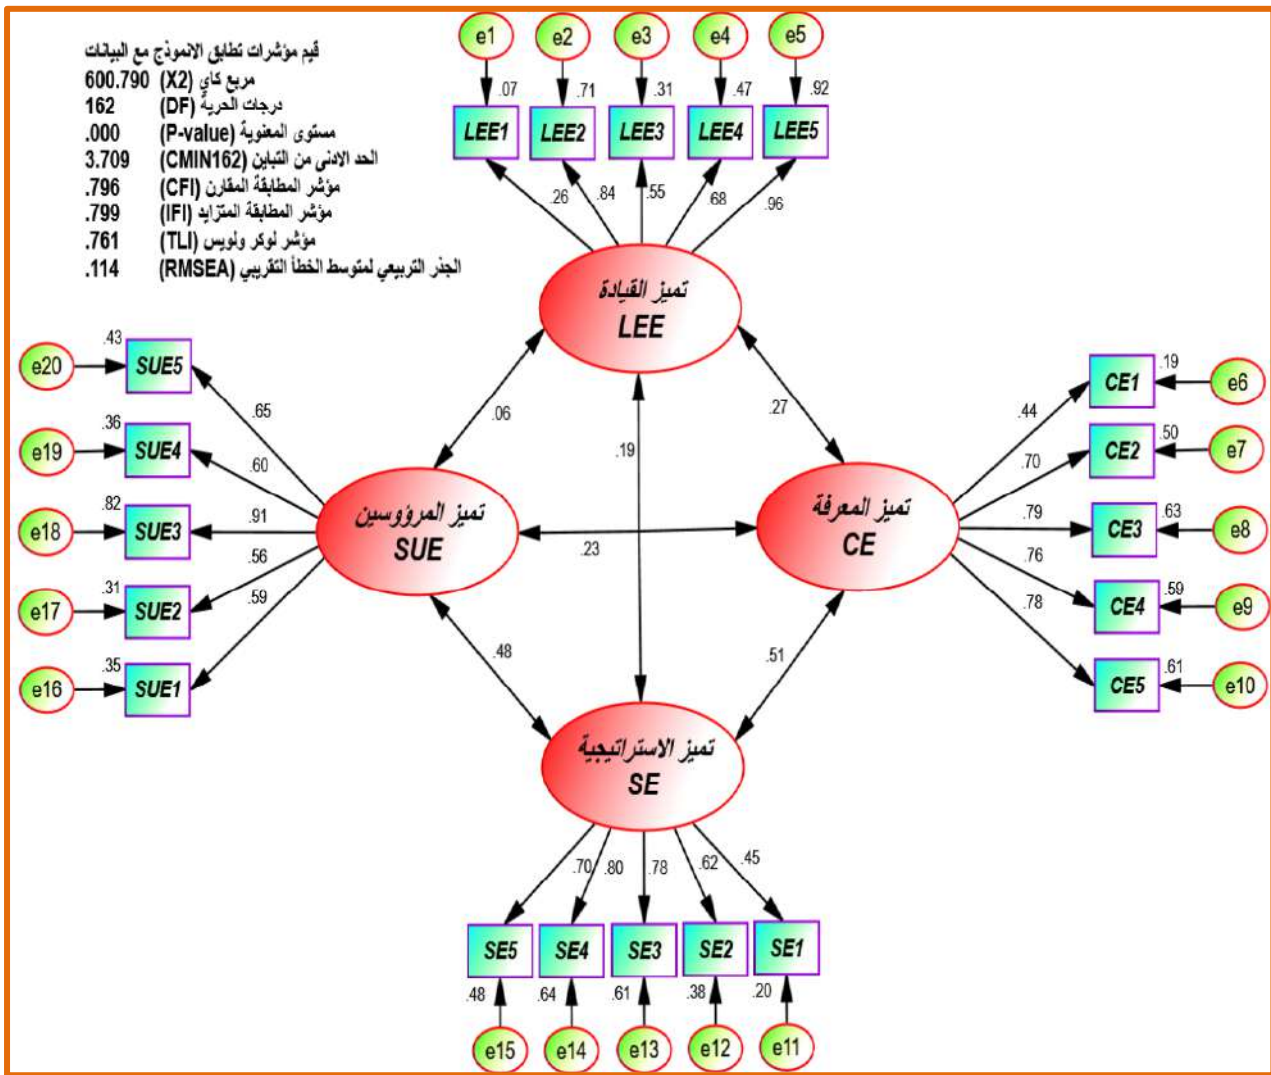 قيم مؤشرات تطابق الانموذج مع البيانات
مربع كاي (X2) 600.790
درجات الحرية (DF) 162
مستوى المعنوية (P-value) .000
الحد الادنى من التباين (CMIN162) 3.709
مؤشر المطابقة المقارن (CFI) .796
مؤشر المطابقة المتزايد (IFI) .799
مؤشر لوكر ولويس (TLI) .761
الجذر التربيعي لمتوسط الخطأ التقريبي (RMSEA) .114
e1 e2 e3 e4 e5
.07 .71 .31 .47 .92
LEE1 LEE2 LEE3 LEE4 LEE5
.26 .84 .55 .68 .96
تميز القيادة
LEE
.06 .19 .27
e20 .43 SUE5 .65
e19 .36 SUE4 .60
e18 .82 SUE3 .91
e17 .31 SUE2 .56
e16 .35 SUE1 .59
تميز المرؤوسين
SUE
.23
تميز المعرفة
CE
.44 CE1 .19 e6
.70 CE2 .50 e7
.79 CE3 .63 e8
.76 CE4 .59 e9
.78 CE5 .61 e10
.48 .51
تميز الاستراتيجية
SE
.70 .80 .78 .62 .45
SE5 SE4 SE3 SE2 SE1
.48 .64 .61 .38 .20
e15 e14 e13 e12 e11